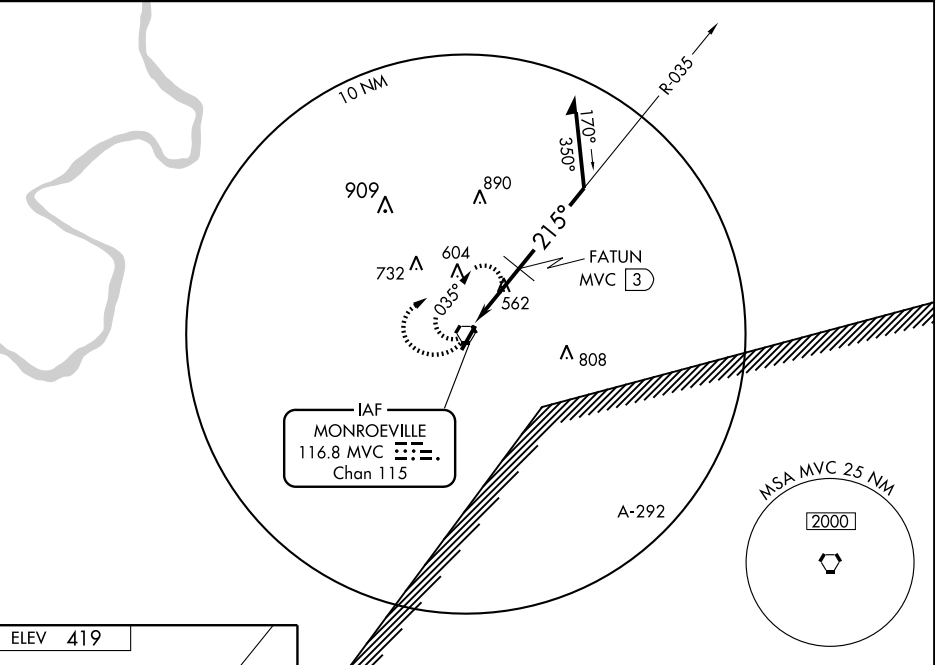 10 NM
R-035
170°
350°
909
890
215°
604
732
FATUN
MVC 3
035°
562
808
IAF
MONROEVILLE
116.8 MVC
Chan 115
MSA MVC 25 NM
2000
A-292
ELEV 419